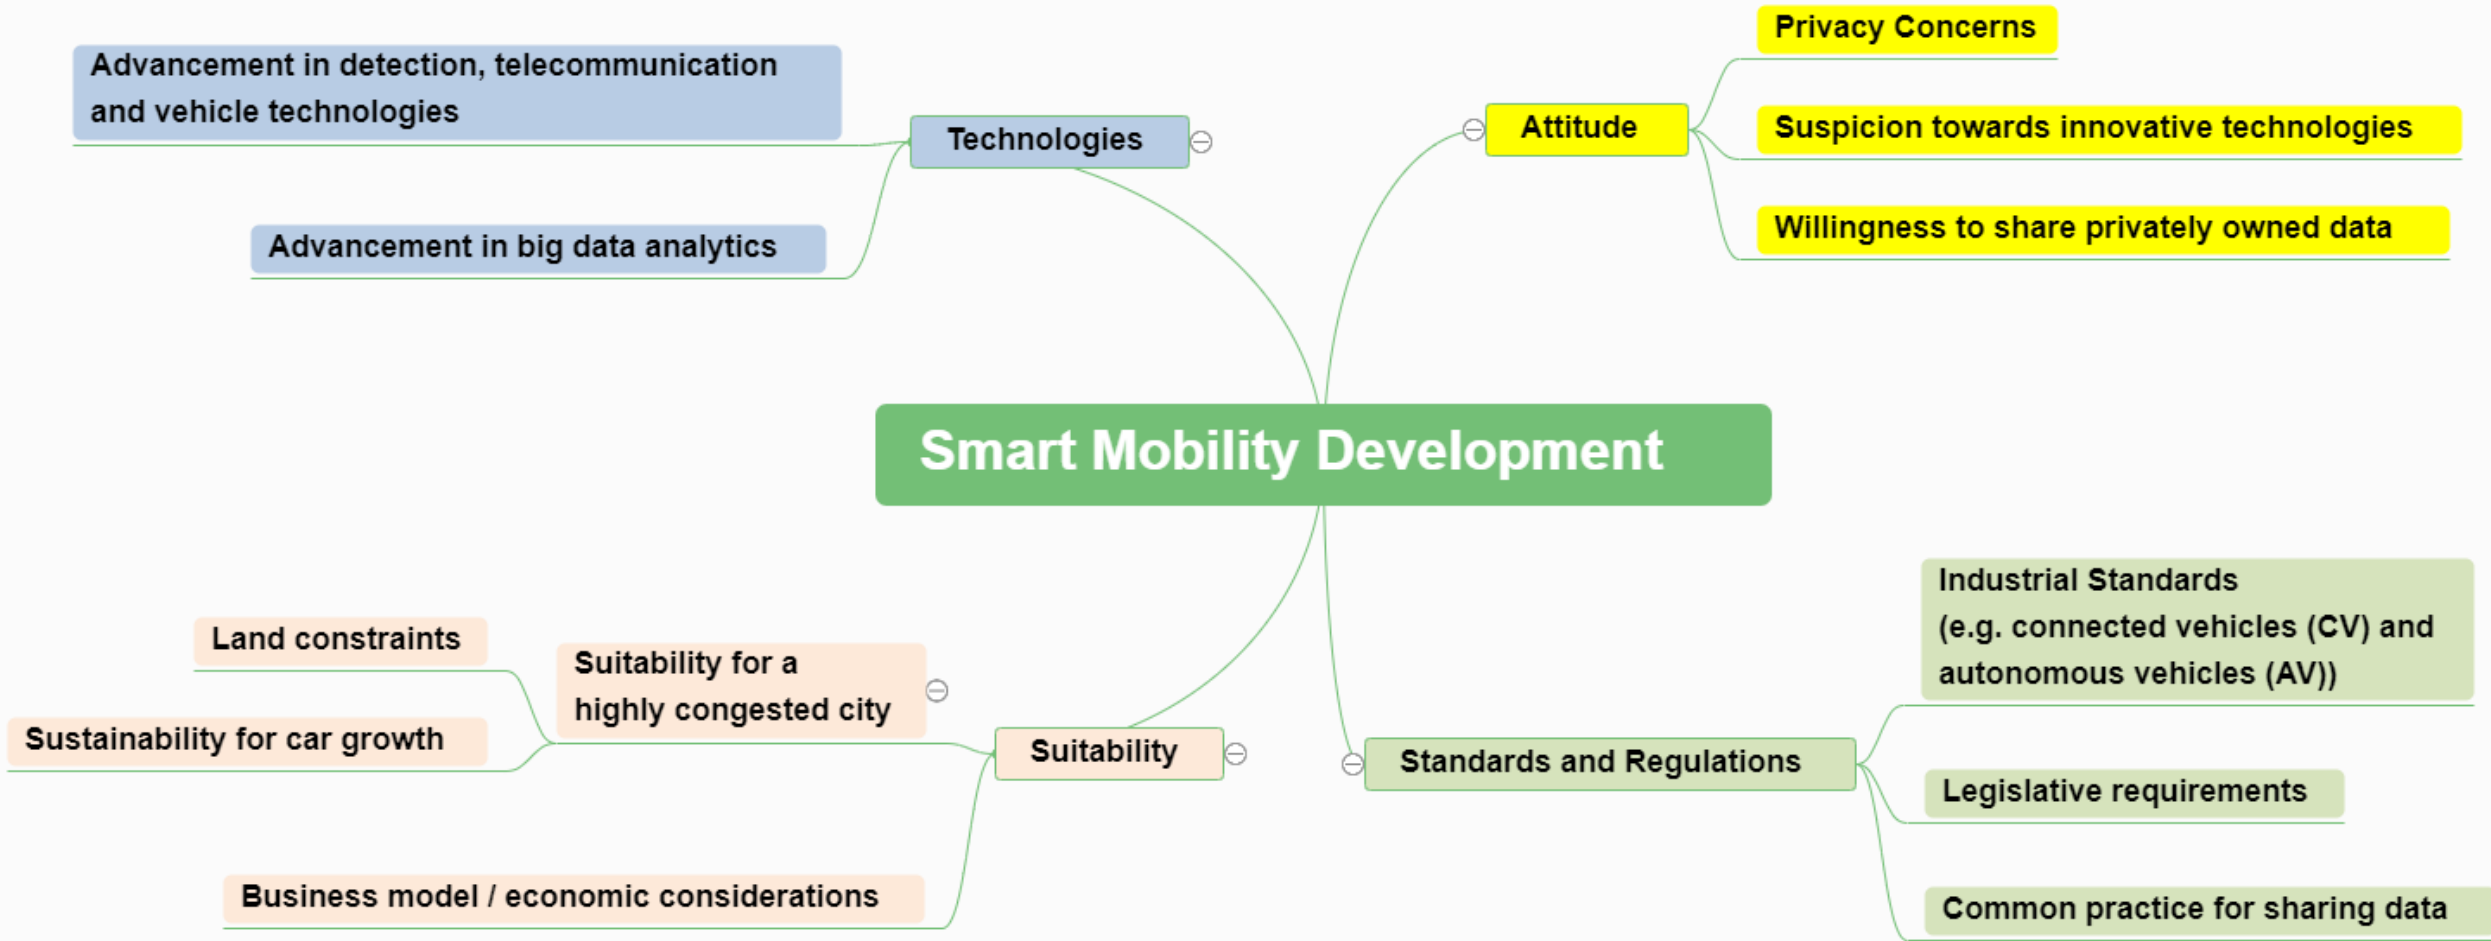 Smart Mobility Development
Technologies
Advancement in detection, telecommunication
and vehicle technologies
Advancement in big data analytics
Attitude
Privacy Concerns
Suspicion towards innovative technologies
Willingness to share privately owned data
Suitability
Suitability for a
highly congested city
Land constraints
Sustainability for car growth
Business model / economic considerations
Standards and Regulations
Industrial Standards
(e.g. connected vehicles (CV) and
autonomous vehicles (AV))
Legislative requirements
Common practice for sharing data